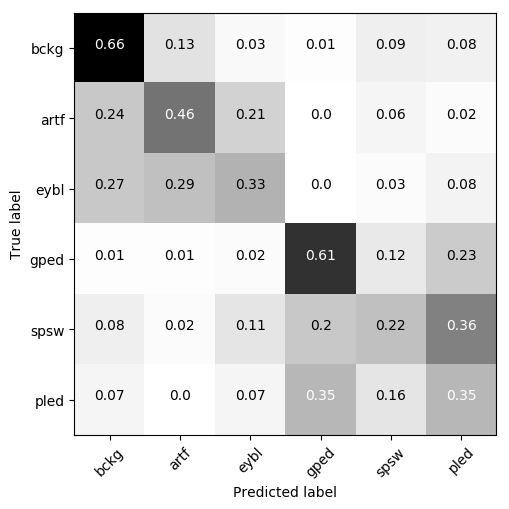 bckg 0.66 0.13 0.03 0.01 0.09 0.08
artf 0.24 0.46 0.21 0.0 0.06 0.02
eybl 0.27 0.29 0.33 0.0 0.03 0.08
gped 0.01 0.01 0.02 0.61 0.12 0.23
spsw 0.08 0.02 0.11 0.2 0.22 0.36
pled 0.07 0.0 0.07 0.35 0.16 0.35
True label
bckg artf eybl gped spsw pled
Predicted label